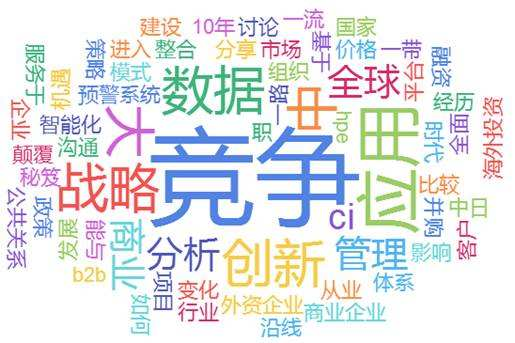 建设
10年
讨论
一流
国家
服务于
策略
进入
整合
分享
市场
基于
价格
一带
融资
模式
组织
平台
预警系统
数据
全球
经历
企业
智能化
大
中
一路
职
hpe
应用
时代
全面
海外投资
颠覆
沟通
竞争
秘笈
战略
ci
比较
并购
中田
客户
公共关系
政策
发展
能与
商业
分析
创新
管理
影响
b2b
项目
体系
如何
变化
行业
外资企业
从业
沿线
商业企业